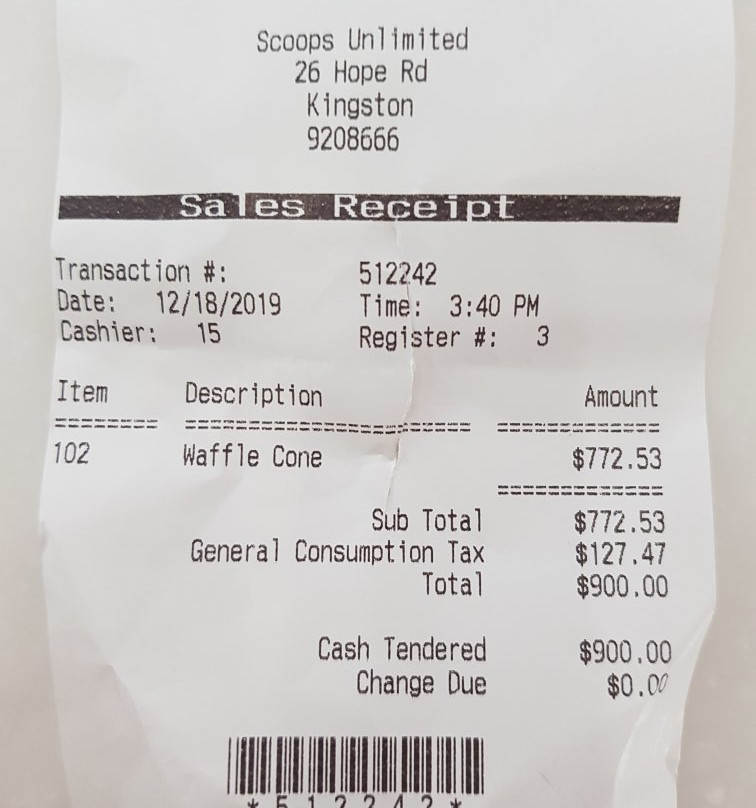 Scoops Unlimited
26 Hope Rd
Kingston
9208666
Sales Receipt
Transaction #: 512242
Date: 12/18/2019 Time: 3:40 PM
Cashier: 15 Register #: 3
Item Description Amount
======== ====================== ============
102 Waffle Cone $772.53
============
Sub Total $772.53
General Consumption Tax $127.47
Total $900.00
Cash Tendered $900.00
Change Due $0.00
*512242*